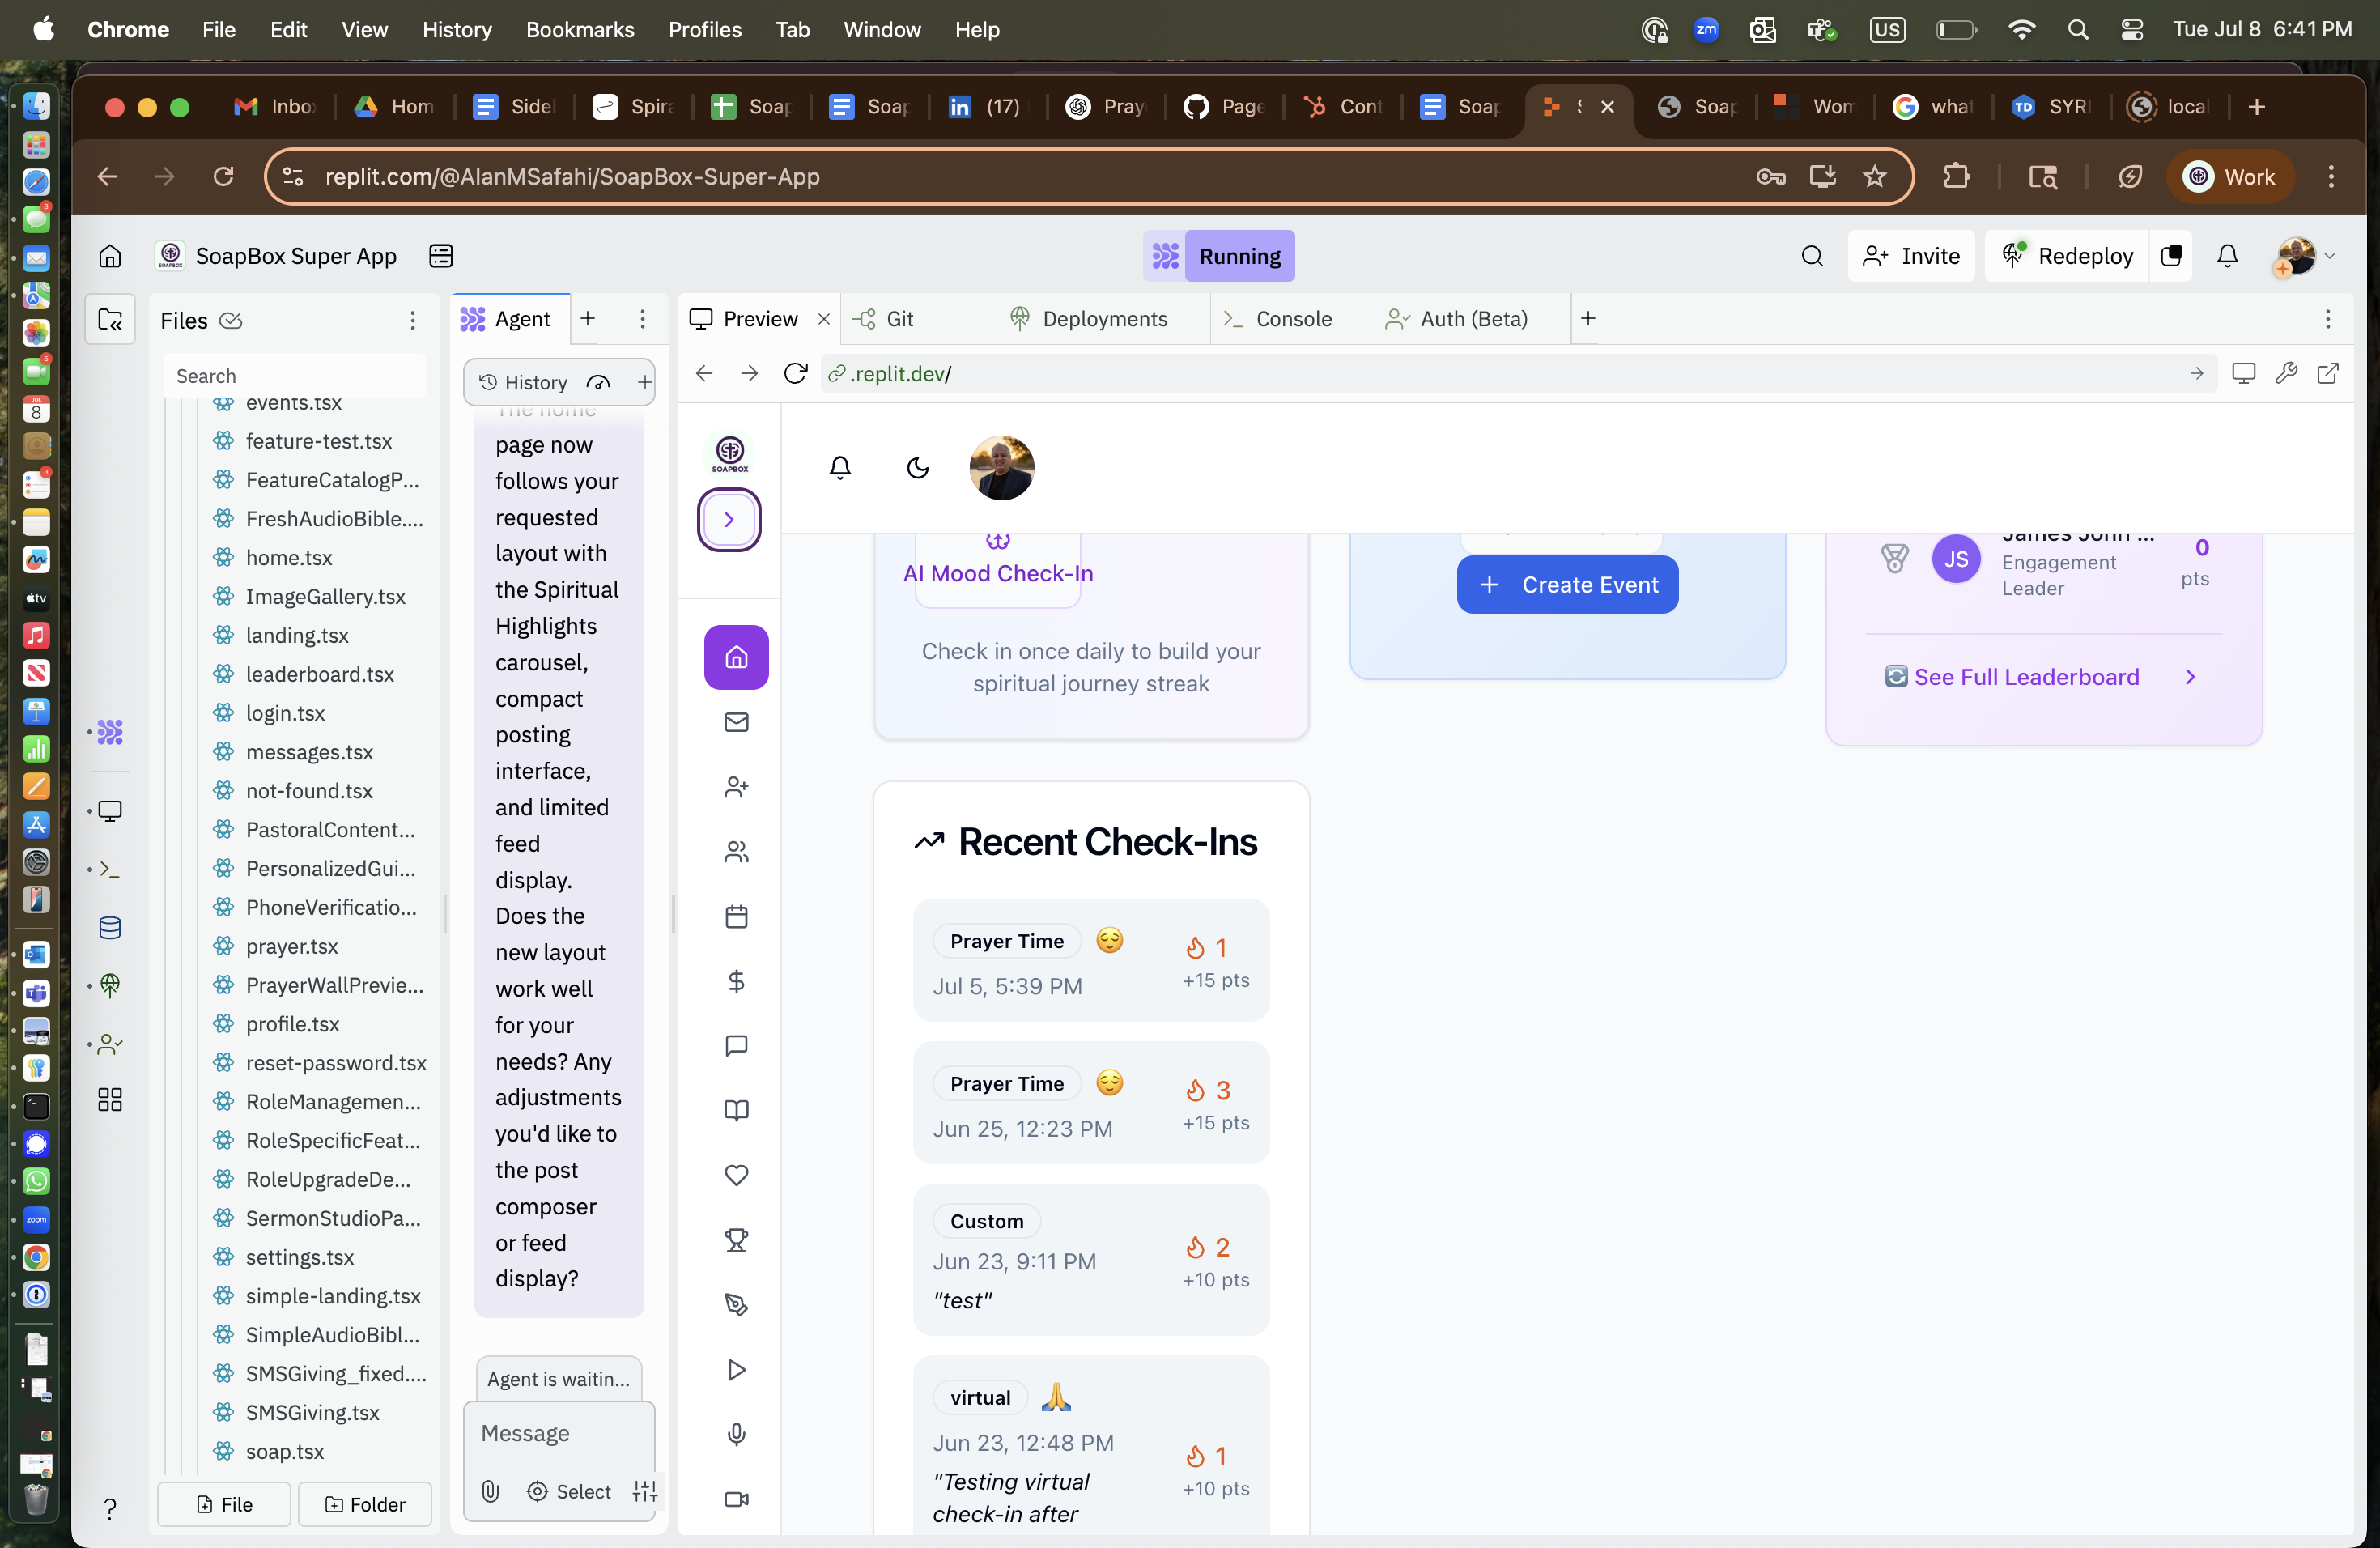 Chrome File Edit View History Bookmarks Profiles Tab Window Help
zm US Tue Jul 8 6:41 PM
Inbo Hom Side Spira Soap Soap (17) Pray Page Cont Soap Soap Wom what SYRI local
replit.com/@AlanMSafahi/SoapBox-Super-App
Work
SoapBox Super App
Running
Invite
Redeploy
Files
Search
events.tsx
feature-test.tsx
FeatureCatalogP...
FreshAudioBible....
home.tsx
ImageGallery.tsx
landing.tsx
leaderboard.tsx
login.tsx
messages.tsx
not-found.tsx
PastoralContent...
PersonalizedGui...
PhoneVerificatio...
prayer.tsx
PrayerWallPrevie...
profile.tsx
reset-password.tsx
RoleManagemen...
RoleSpecificFeat...
RoleUpgradeDe...
SermonStudioPa...
settings.tsx
simple-landing.tsx
SimpleAudioBibl...
SMSGiving_fixed....
SMSGiving.tsx
soap.tsx
File
Folder
Agent
History
The home
page now
follows your
requested
layout with
the Spiritual
Highlights
carousel,
compact
posting
interface,
and limited
feed
display.
Does the
new layout
work well
for your
needs? Any
adjustments
you'd like to
the post
composer
or feed
display?
Agent is waitin...
Message
Select
Preview
Git
Deployments
Console
Auth (Beta)
.replit.dev/
SOAPBOX
AI Mood Check-In
Check in once daily to build your
spiritual journey streak
Create Event
James John ...
JS
Engagement
Leader
0
pts
See Full Leaderboard
Recent Check-Ins
Prayer Time
Jul 5, 5:39 PM
1
+15 pts
Prayer Time
Jun 25, 12:23 PM
3
+15 pts
Custom
Jun 23, 9:11 PM
"test"
2
+10 pts
virtual
Jun 23, 12:48 PM
"Testing virtual
check-in after
1
+10 pts